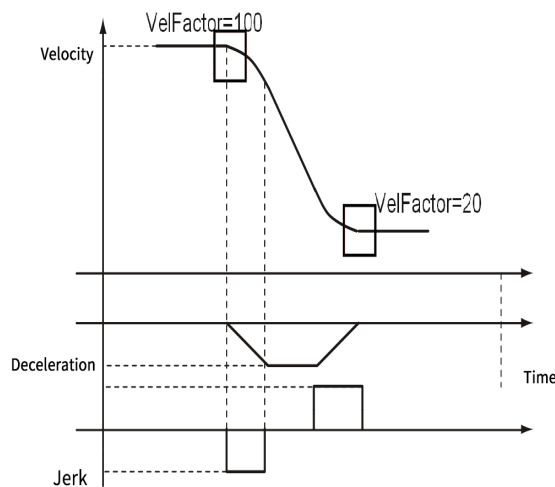 VelFactor=100
Velocity
VelFactor=20
Deceleration
Time
Jerk